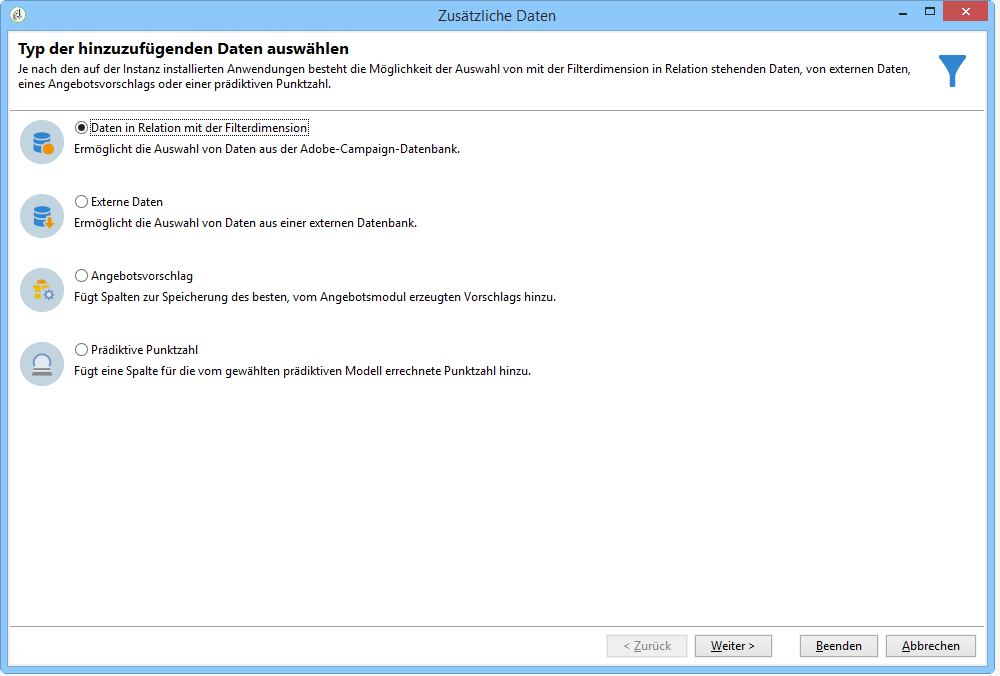 Zusätzliche Daten
Typ der hinzuzufügenden Daten auswählen
Je nach den auf der Instanz installierten Anwendungen besteht die Möglichkeit der Auswahl von mit der Filterdimension in Relation stehenden Daten, von externen Daten,
eines Angebotsvorschlags oder einer prädiktiven Punktzahl.
Daten in Relation mit der Filterdimension
Ermöglicht die Auswahl von Daten aus der Adobe-Campaign-Datenbank.
Externe Daten
Ermöglicht die Auswahl von Daten aus einer externen Datenbank.
Angebotsvorschlag
Fügt Spalten zur Speicherung des besten, vom Angebotsmodul erzeugten Vorschlags hinzu.
Prädiktive Punktzahl
Fügt eine Spalte für die vom gewählten prädiktiven Modell errechnete Punktzahl hinzu.
< Zurück Weiter > Beenden Abbrechen